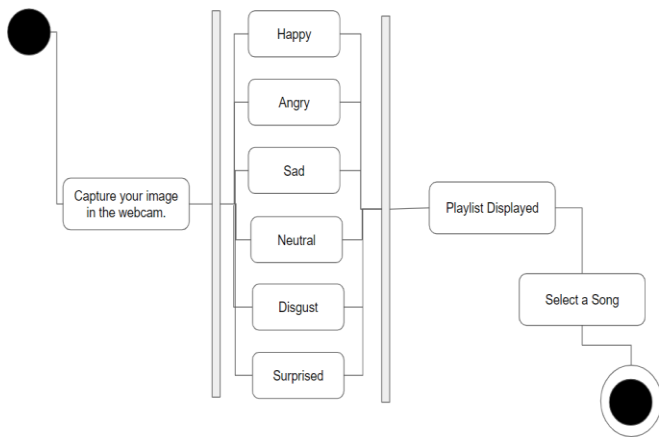 Happy
Angry
Sad
Capture your image
in the webcam.
Neutral
Disgust
Surprised
Playlist Displayed
Select a Song